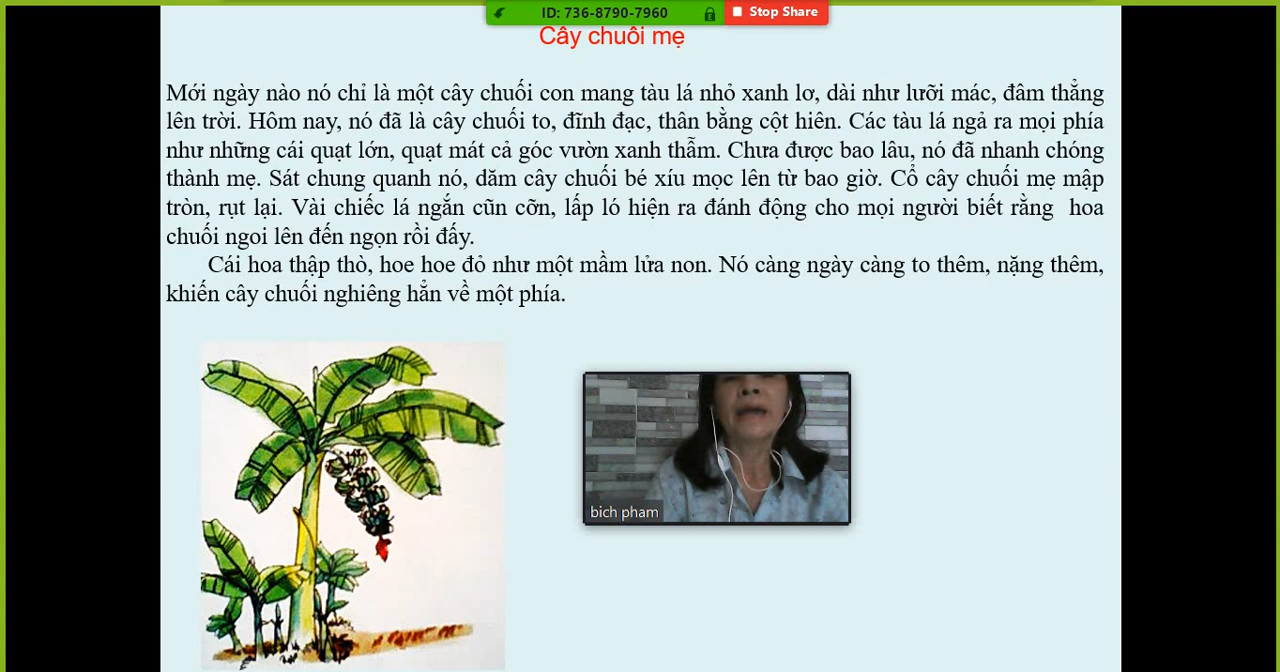 ID: 736-8790-7960
Stop Share
Cây chuối mẹ
Mới ngày nào nó chỉ là một cây chuối con mang tàu lá nhỏ xanh lơ, dài như lưỡi mác, đâm thẳng
lên trời. Hôm nay, nó đã là cây chuối to, đĩnh đạc, thân bằng cột hiên. Các tàu lá ngả ra mọi phía
như những cái quạt lớn, quạt mát cả góc vườn xanh thẫm. Chưa được bao lâu, nó đã nhanh chóng
thành mẹ. Sát chung quanh nó, dăm cây chuối bé xíu mọc lên từ bao giờ. Cổ cây chuối mẹ mập
tròn, rụt lại. Vài chiếc lá ngắn cũn cỡn, lấp ló hiện ra đánh động cho mọi người biết rằng hoa
chuối ngoi lên đến ngọn rồi đấy.
Cái hoa thập thò, hoe hoe đỏ như một mầm lửa non. Nó càng ngày càng to thêm, nặng thêm,
khiến cây chuối nghiêng hẳn về một phía.
bich pham